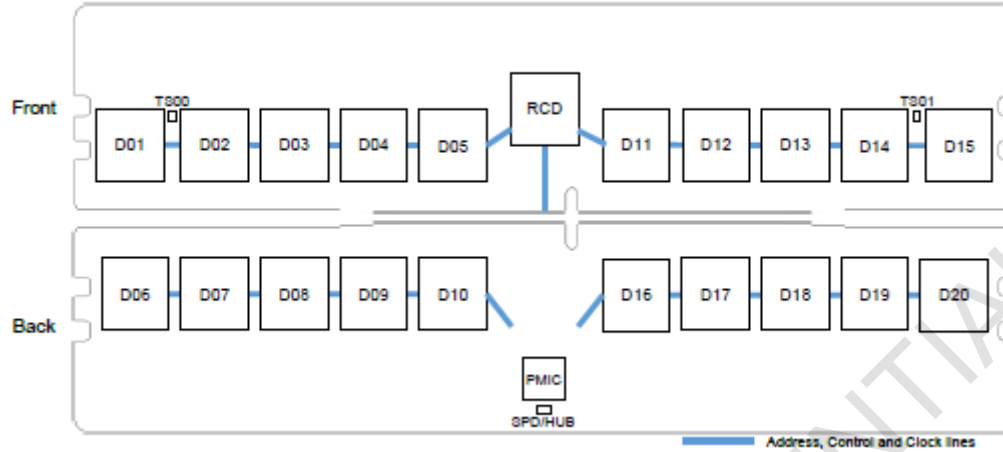 Front
TS00
RCD
TS01
D01 D02 D03 D04 D05 D11 D12 D13 D14 D15
D06 D07 D08 D09 D10 D16 D17 D18 D19 D20
Back
PMIC
SPD/HUB
Address, Control and Clock lines
NTIA